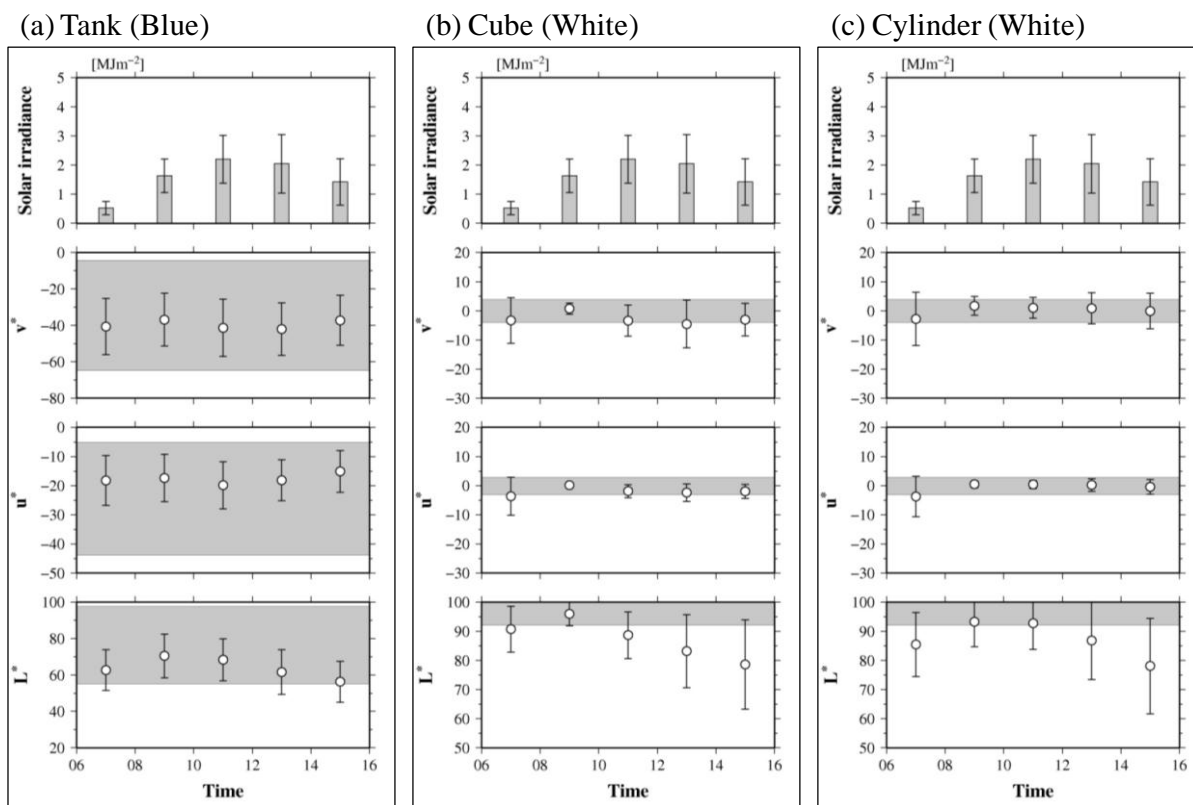 (a) Tank (Blue)
[MJm⁻²]
Solar irradiance
5
4
3
2
1
0
v*
0
−20
−40
−60
−80
u*
0
−10
−20
−30
−40
−50
L*
100
80
60
40
20
06 08 10 12 14 16
Time
(b) Cube (White)
[MJm⁻²]
Solar irradiance
5
4
3
2
1
0
v*
20
10
0
−10
−20
−30
u*
20
10
0
−10
−20
−30
L*
100
90
80
70
60
50
06 08 10 12 14 16
Time
(c) Cylinder (White)
[MJm⁻²]
Solar irradiance
5
4
3
2
1
0
v*
20
10
0
−10
−20
−30
u*
20
10
0
−10
−20
−30
L*
100
90
80
70
60
50
06 08 10 12 14 16
Time